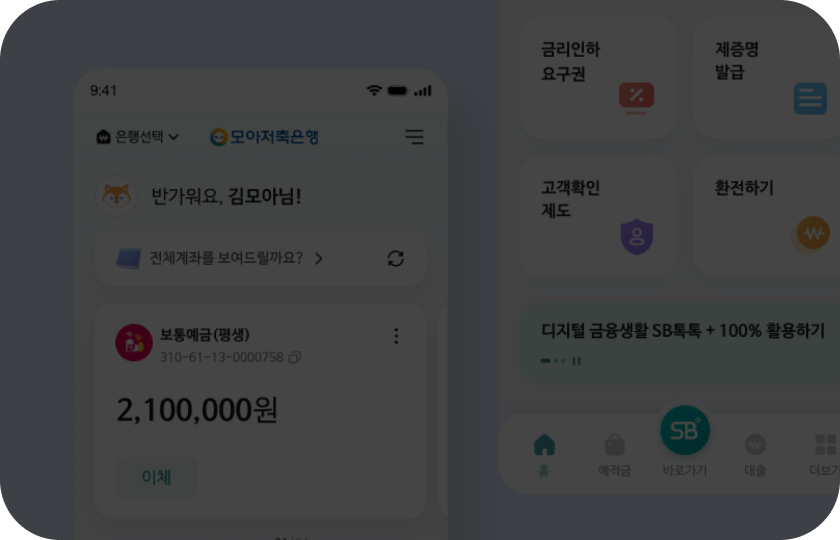 9:41
은행선택
모아저축은행
반가워요, 김모아님!
전체계좌를 보여드릴까요?
보통예금(평생)
310-61-13-0000758
2,100,000원
이체
금리인하
요구권
제증명
발급
고객확인
제도
환전하기
디지털 금융생활 SB톡톡 + 100% 활용하기
홈
예적금
SB
바로가기
대출
더보기